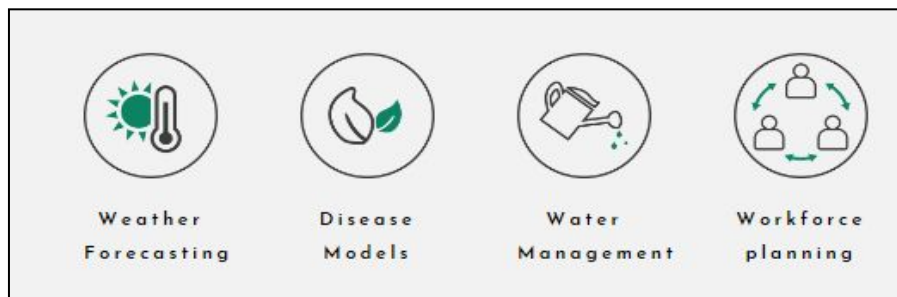 Weather
Forecasting
Disease
Models
Water
Management
Workforce
planning